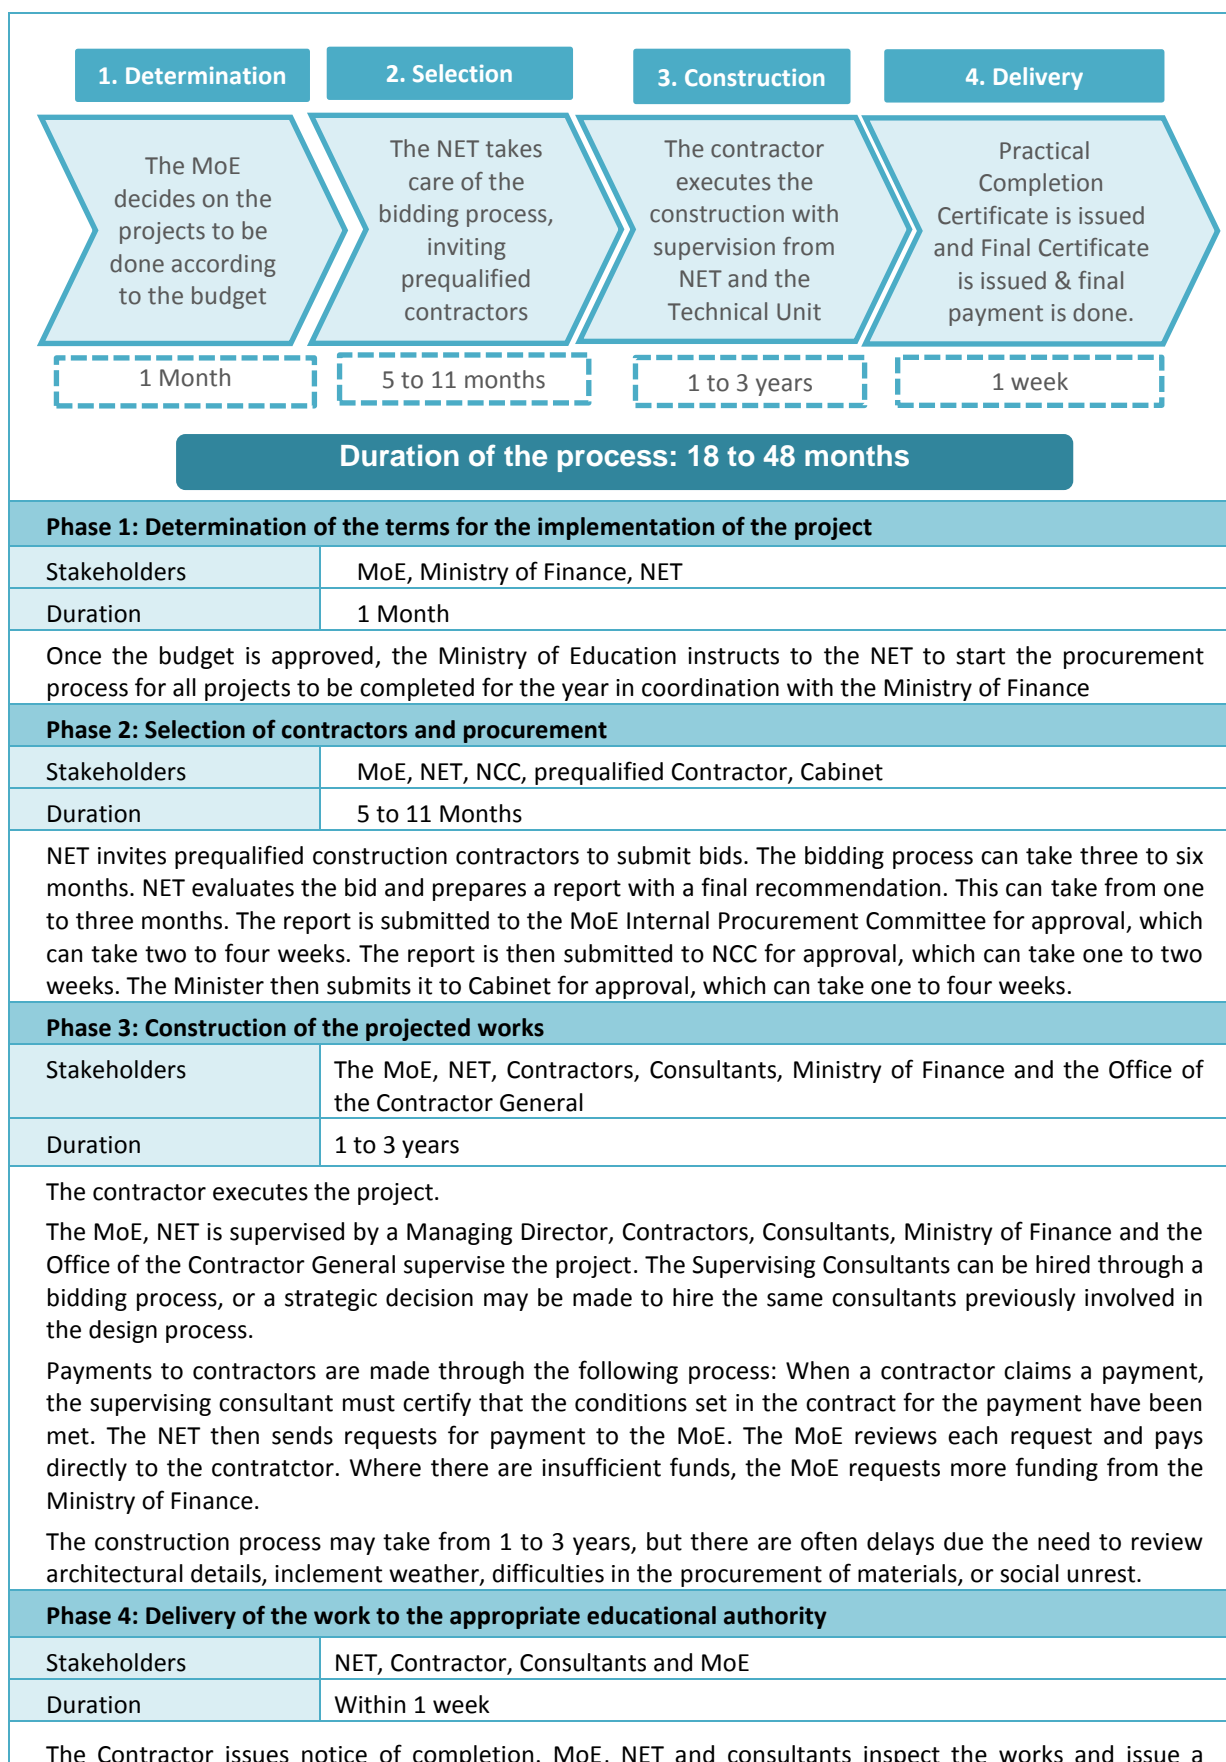 1. Determination
2. Selection
3. Construction
4. Delivery
The MoE
decides on the
projects to be
done according
to the budget
The NET takes
care of the
bidding process,
inviting
prequalified
contractors
The contractor
executes the
construction with
supervision from
NET and the
Technical Unit
Practical
Completion
Certificate is issued
and Final Certificate
is issued & final
payment is done.
1 Month
5 to 11 months
1 to 3 years
1 week
Duration of the process: 18 to 48 months
Phase 1: Determination of the terms for the implementation of the project
Stakeholders MoE, Ministry of Finance, NET
Duration 1 Month
Once the budget is approved, the Ministry of Education instructs to the NET to start the procurement
process for all projects to be completed for the year in coordination with the Ministry of Finance
Phase 2: Selection of contractors and procurement
Stakeholders MoE, NET, NCC, prequalified Contractor, Cabinet
Duration 5 to 11 Months
NET invites prequalified construction contractors to submit bids. The bidding process can take three to six
months. NET evaluates the bid and prepares a report with a final recommendation. This can take from one
to three months. The report is submitted to the MoE Internal Procurement Committee for approval, which
can take two to four weeks. The report is then submitted to NCC for approval, which can take one to two
weeks. The Minister then submits it to Cabinet for approval, which can take one to four weeks.
Phase 3: Construction of the projected works
Stakeholders The MoE, NET, Contractors, Consultants, Ministry of Finance and the Office of
the Contractor General
Duration 1 to 3 years
The contractor executes the project.
The MoE, NET is supervised by a Managing Director, Contractors, Consultants, Ministry of Finance and the
Office of the Contractor General supervise the project. The Supervising Consultants can be hired through a
bidding process, or a strategic decision may be made to hire the same consultants previously involved in
the design process.
Payments to contractors are made through the following process: When a contractor claims a payment,
the supervising consultant must certify that the conditions set in the contract for the payment have been
met. The NET then sends requests for payment to the MoE. The MoE reviews each request and pays
directly to the contratctor. Where there are insufficient funds, the MoE requests more funding from the
Ministry of Finance.
The construction process may take from 1 to 3 years, but there are often delays due the need to review
architectural details, inclement weather, difficulties in the procurement of materials, or social unrest.
Phase 4: Delivery of the work to the appropriate educational authority
Stakeholders NET, Contractor, Consultants and MoE
Duration Within 1 week
The Contractor issues notice of completion. MoE, NET and consultants inspect the works and issue a